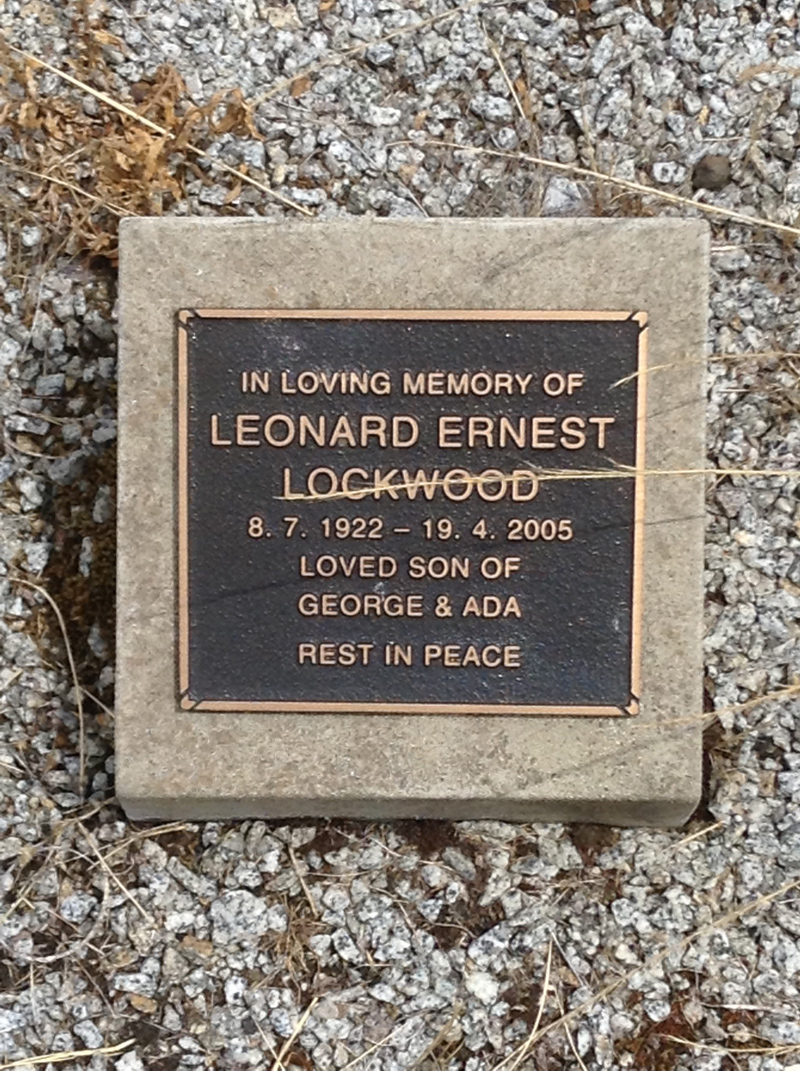 IN LOVING MEMORY OF
LEONARD ERNEST
LOCKWOOD
8. 7. 1922 – 19. 4. 2005
LOVED SON OF
GEORGE & ADA
REST IN PEACE